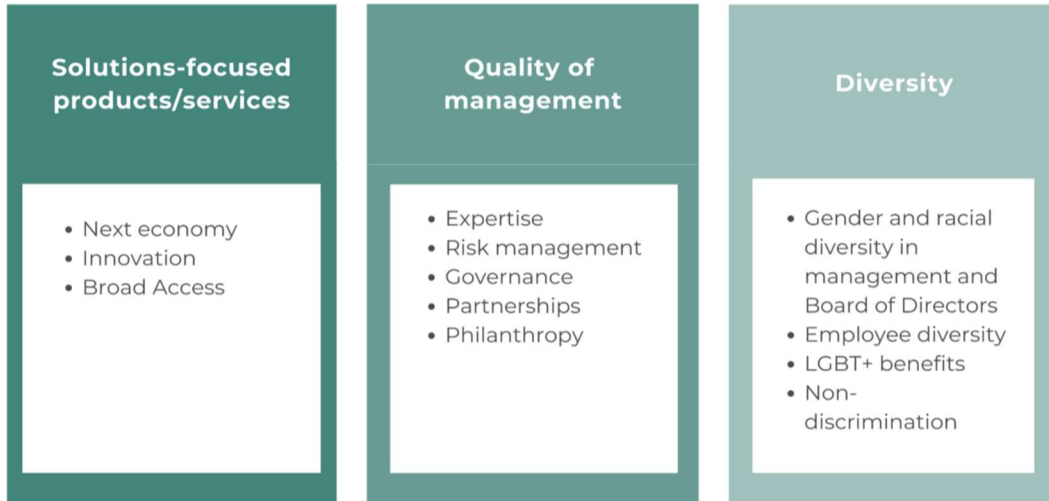 Solutions-focused
products/services
• Next economy
• Innovation
• Broad Access
Quality of
management
• Expertise
• Risk management
• Governance
• Partnerships
• Philanthropy
Diversity
• Gender and racial
diversity in
management and
Board of Directors
• Employee diversity
• LGBT+ benefits
• Non-
discrimination